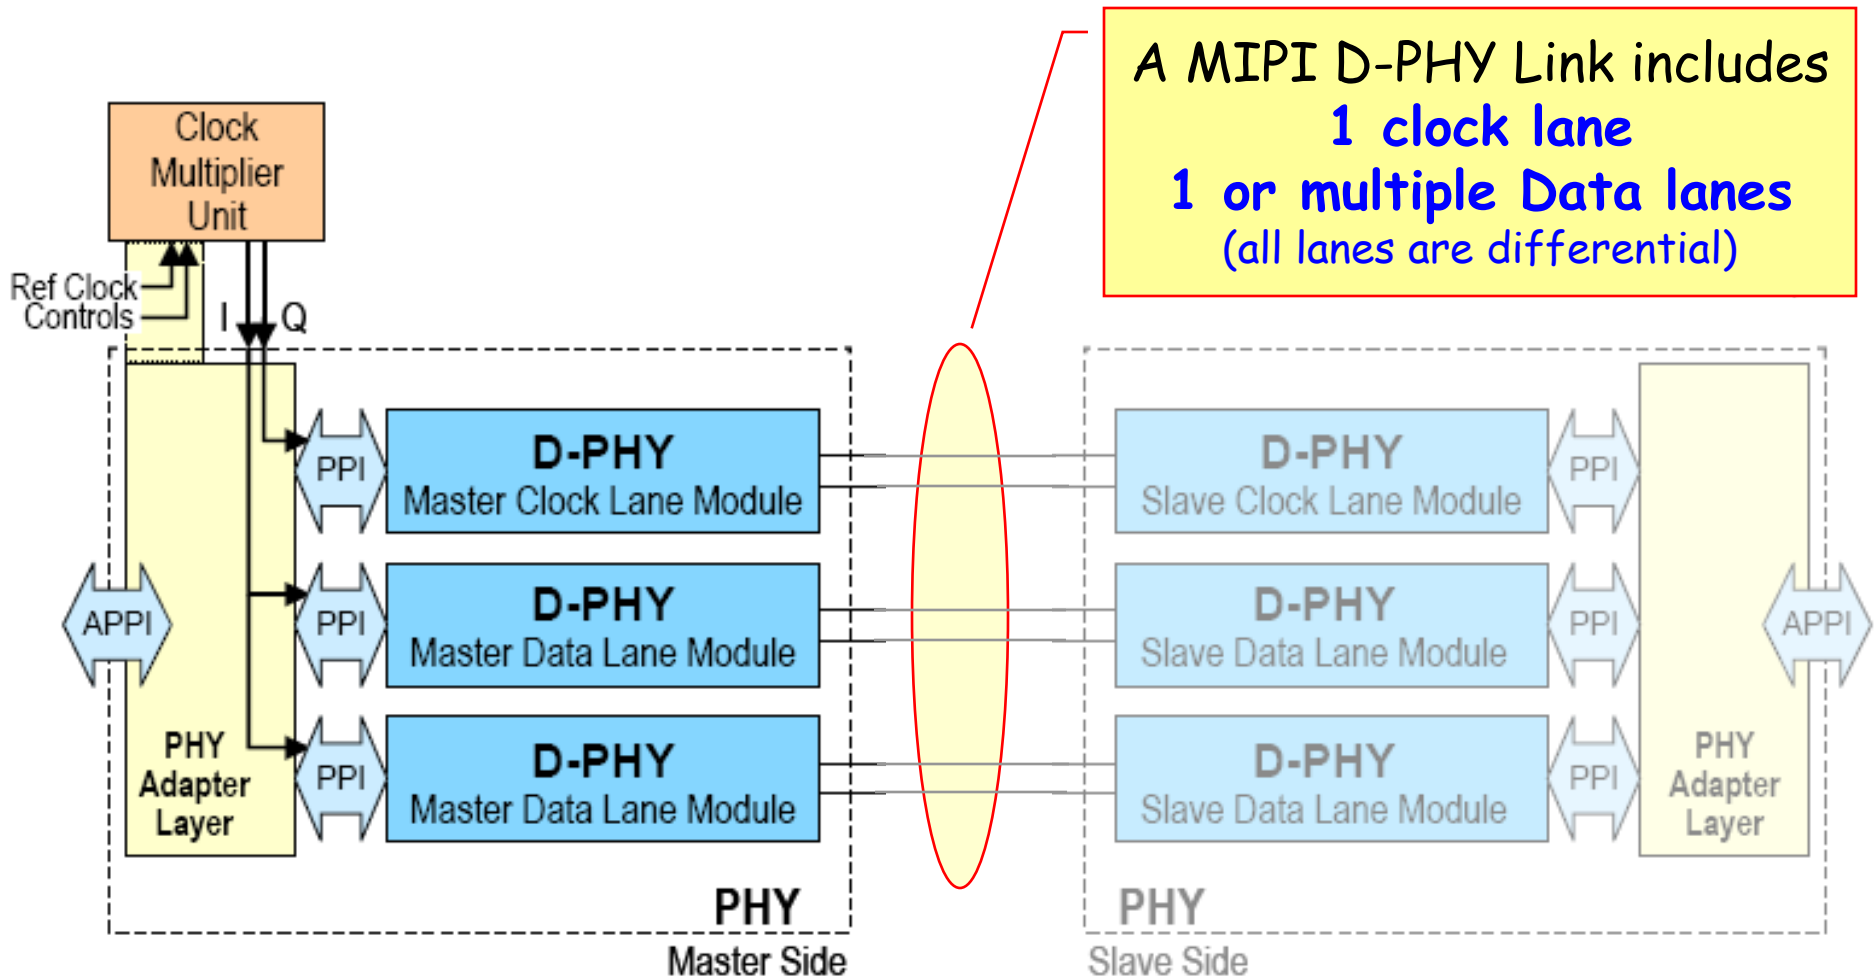 A MIPI D-PHY Link includes
1 clock lane
1 or multiple Data lanes
(all lanes are differential)
Clock
Multiplier
Unit
Ref Clock
Controls
I Q
PPI
D-PHY
Master Clock Lane Module
D-PHY
Slave Clock Lane Module
PPI
APPI
PPI
D-PHY
Master Data Lane Module
D-PHY
Slave Data Lane Module
PPI
APPI
PHY
Adapter
Layer
PPI
D-PHY
Master Data Lane Module
D-PHY
Slave Data Lane Module
PPI
PHY
Adapter
Layer
PHY
Master Side
PHY
Slave Side